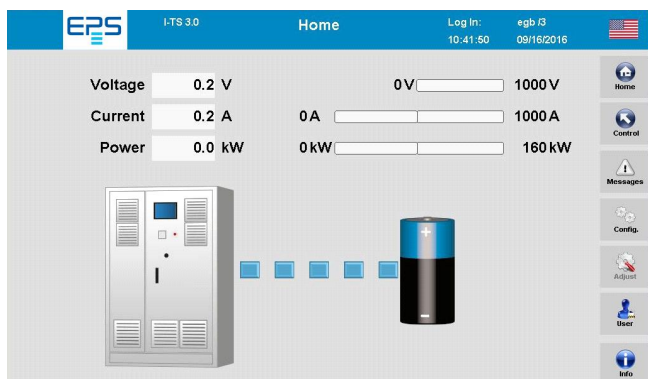 EPS
I-TS 3.0
Home
Log In:
egb /3
10:41:50
09/16/2016
Voltage 0.2 V
0 V 1000 V
Current 0.2 A
0 A 1000 A
Power 0.0 kW
0 kW 160 kW
Home
Control
Messages
Config.
Adjust
User
Info